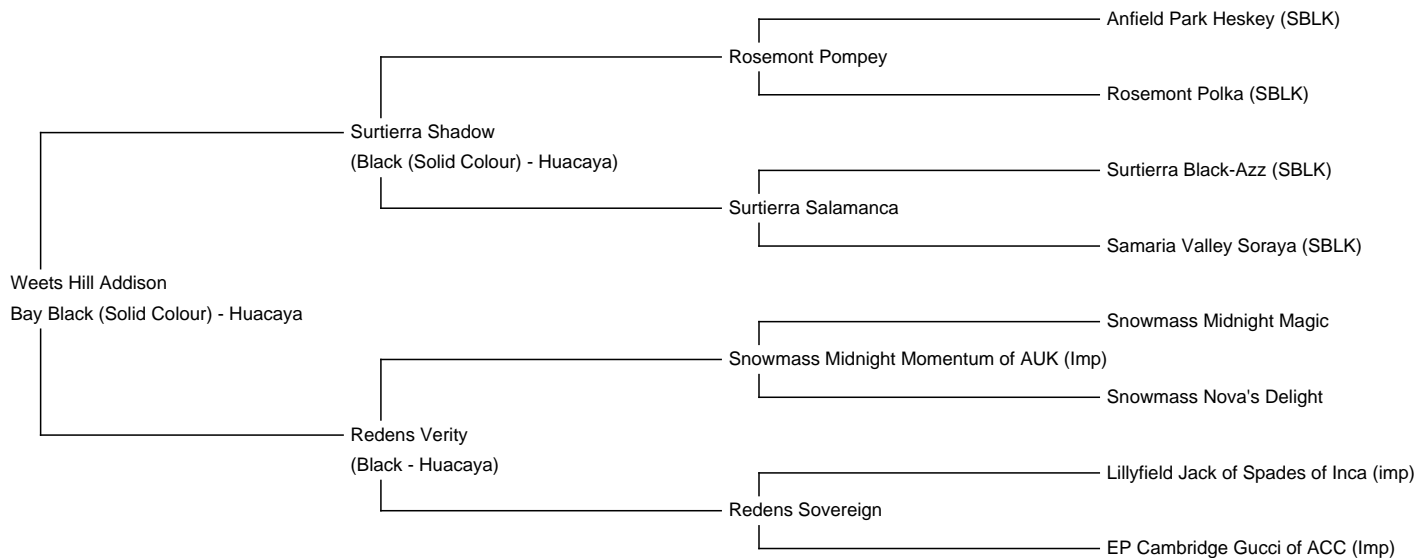 Anfield Park Heskey (SBLK)
Rosemont Pompey
Rosemont Polka (SBLK)
Surtierra Shadow
(Black (Solid Colour) - Huacaya)
Surtierra Black-Azz (SBLK)
Surtierra Salamanca
Samaria Valley Soraya (SBLK)
Weets Hill Addison
Bay Black (Solid Colour) - Huacaya
Snowmass Midnight Magic
Snowmass Midnight Momentum of AUK (Imp)
Snowmass Nova's Delight
Redens Verity
(Black - Huacaya)
Lillyfield Jack of Spades of Inca (imp)
Redens Sovereign
EP Cambridge Gucci of ACC (Imp)